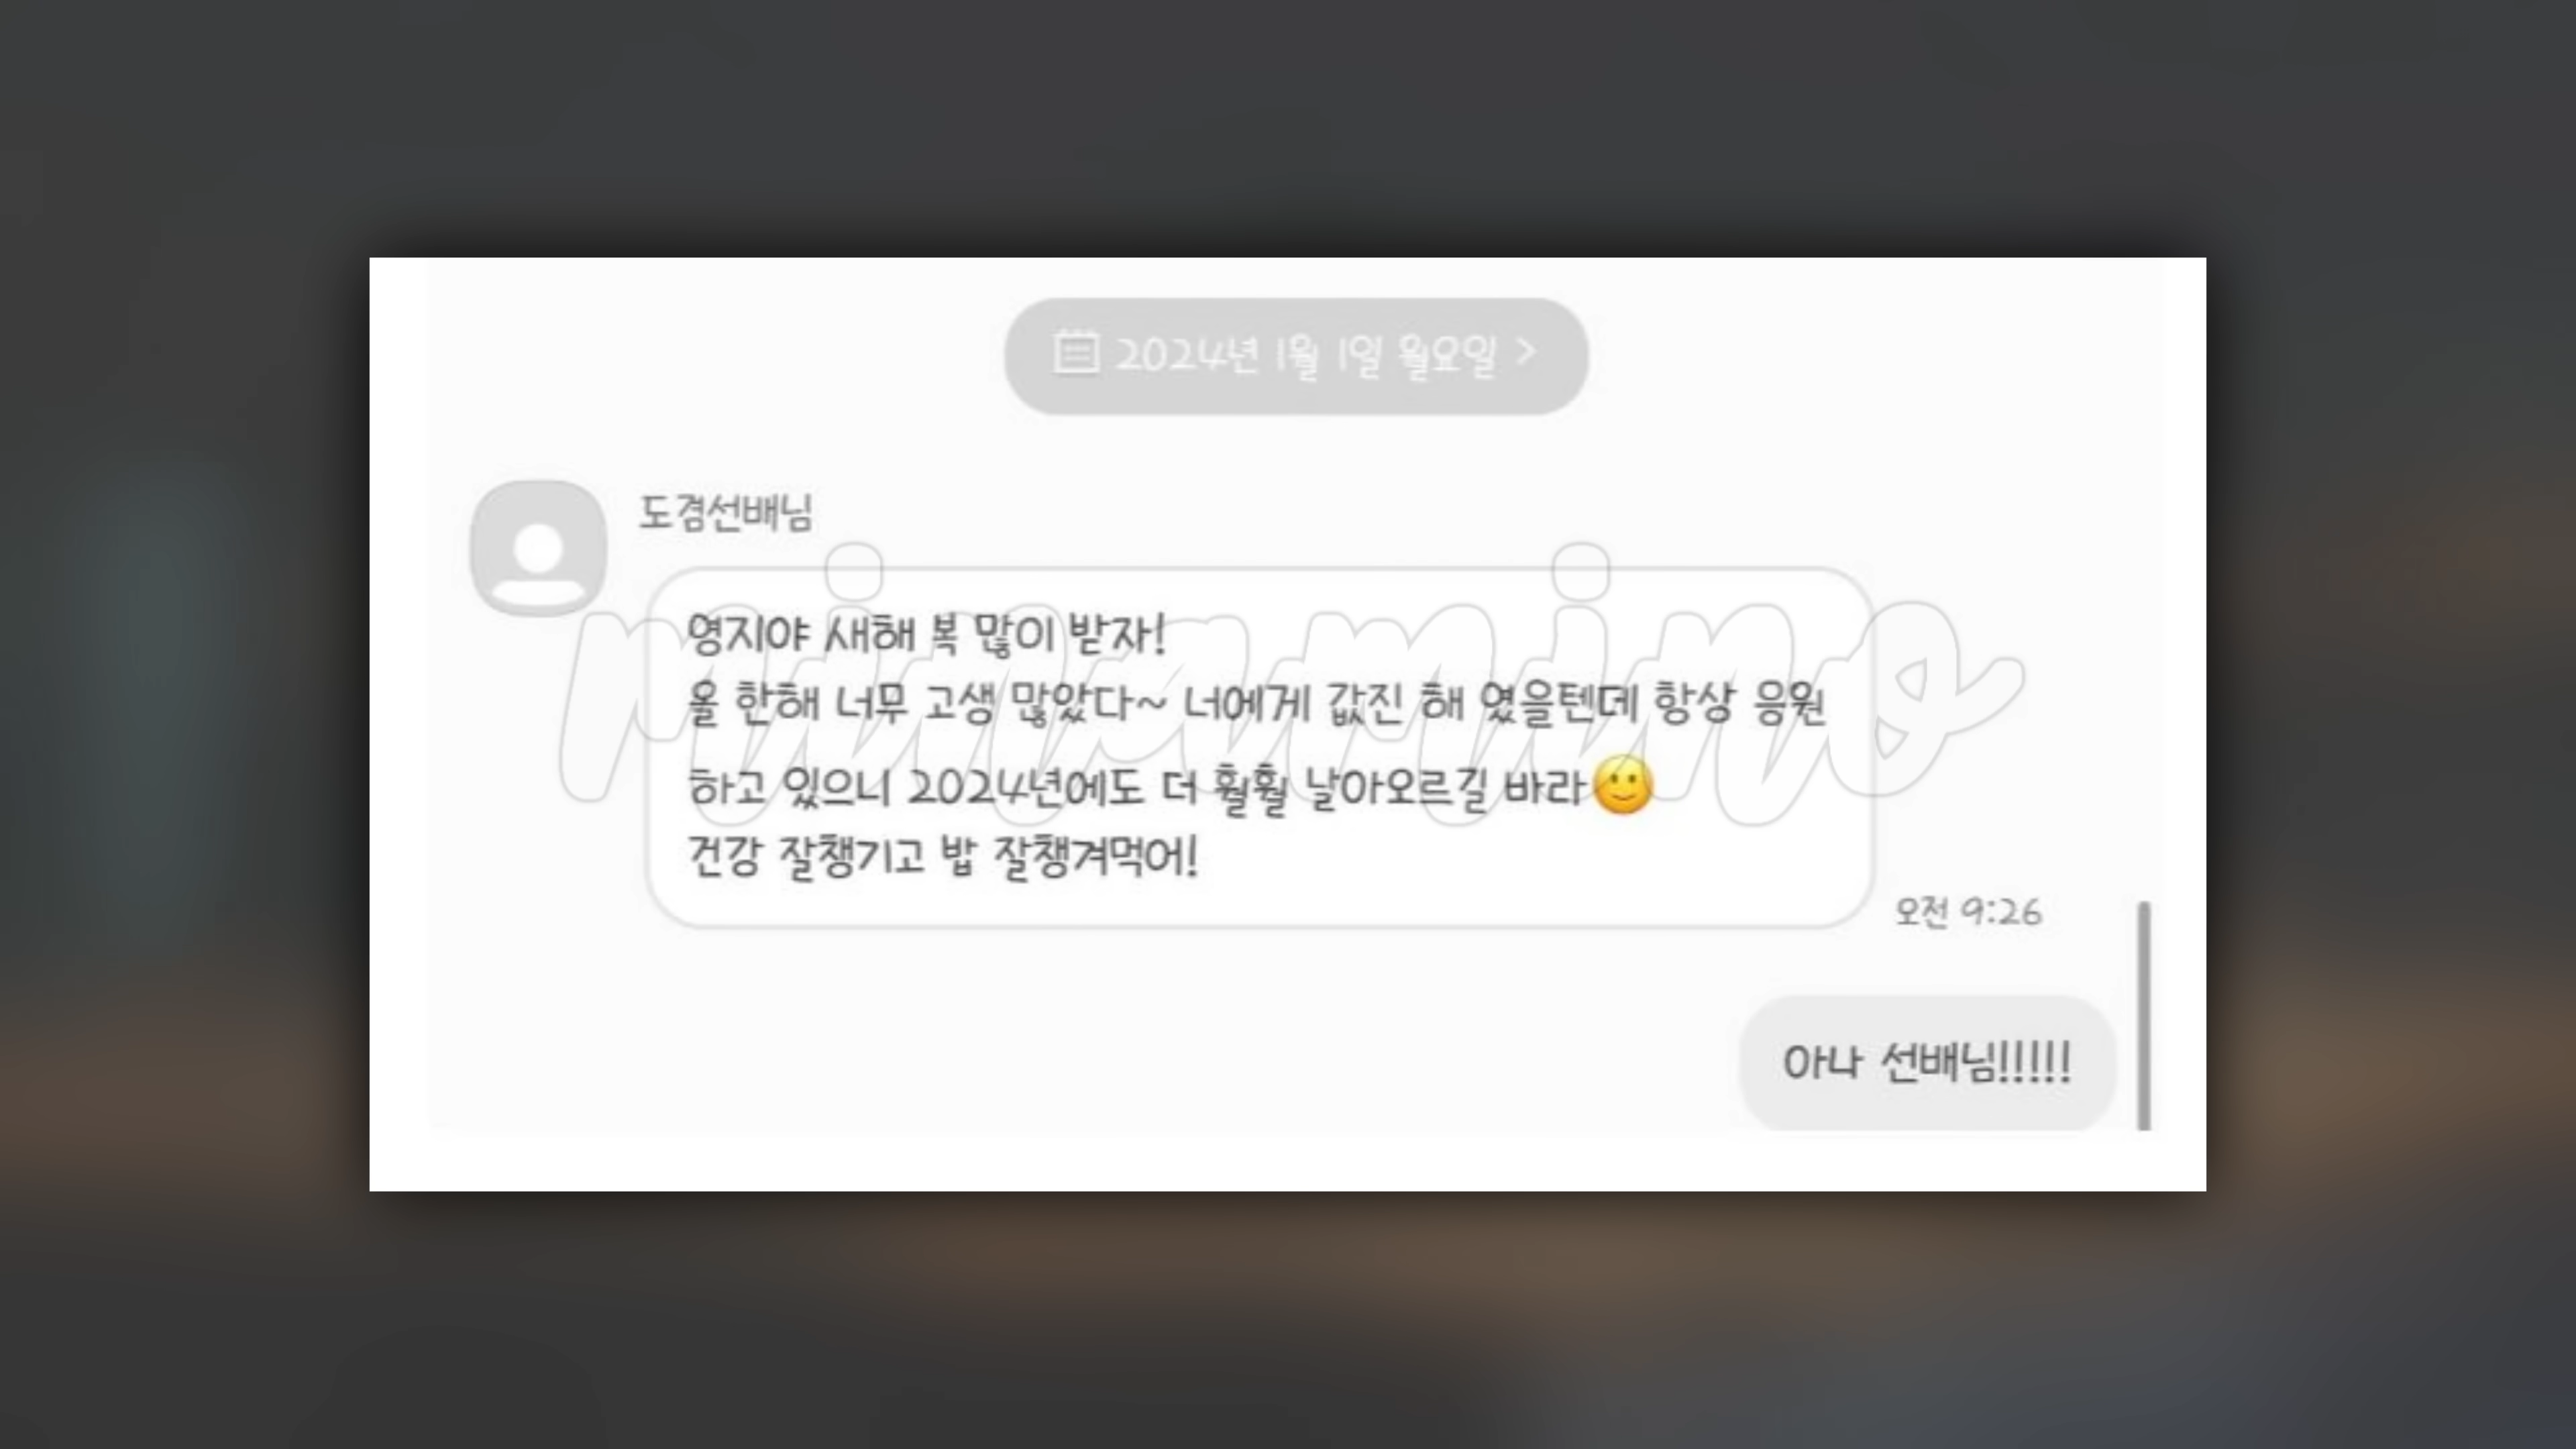 2024년 1월 1일 월요일 >
도겸선배님
영지야 새해 복 많이 받자!
올 한해 너무 고생 많았다~ 너에게 값진 해 였을텐데 항상 응원
하고 있으니 2024년에도 더 훨훨 날아오르길 바라🙂
건강 잘챙기고 밥 잘챙겨먹어!
오전 9:26
아나 선배님!!!!!!
minamino